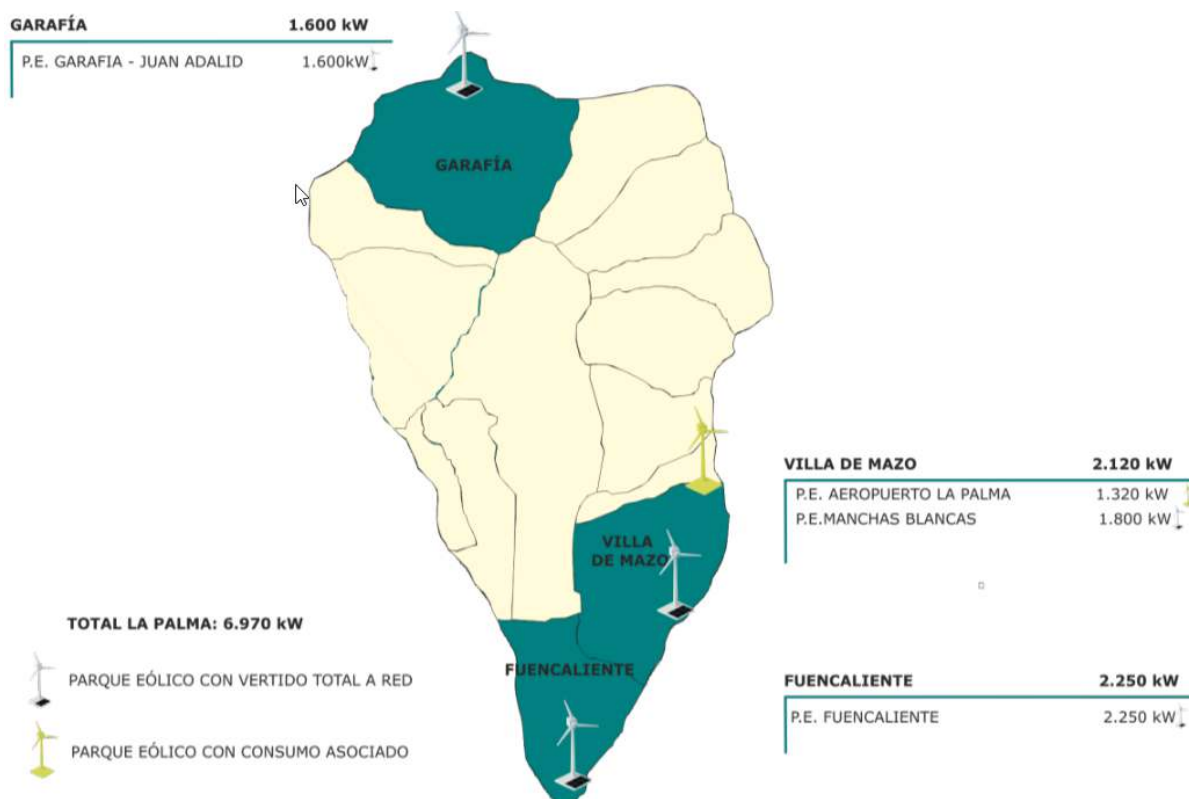 GARAFÍA 1.600 kW
P.E. GARAFIA - JUAN ADALID 1.600kW
GARAFÍA
VILLA DE MAZO 2.120 kW
P.E. AEROPUERTO LA PALMA 1.320 kW
P.E.MANCHAS BLANCAS 1.800 kW
VILLA
DE MAZO
TOTAL LA PALMA: 6.970 kW
PARQUE EÓLICO CON VERTIDO TOTAL A RED
PARQUE EÓLICO CON CONSUMO ASOCIADO
FUENCALIENTE
FUENCALIENTE 2.250 kW
P.E. FUENCALIENTE 2.250 kW